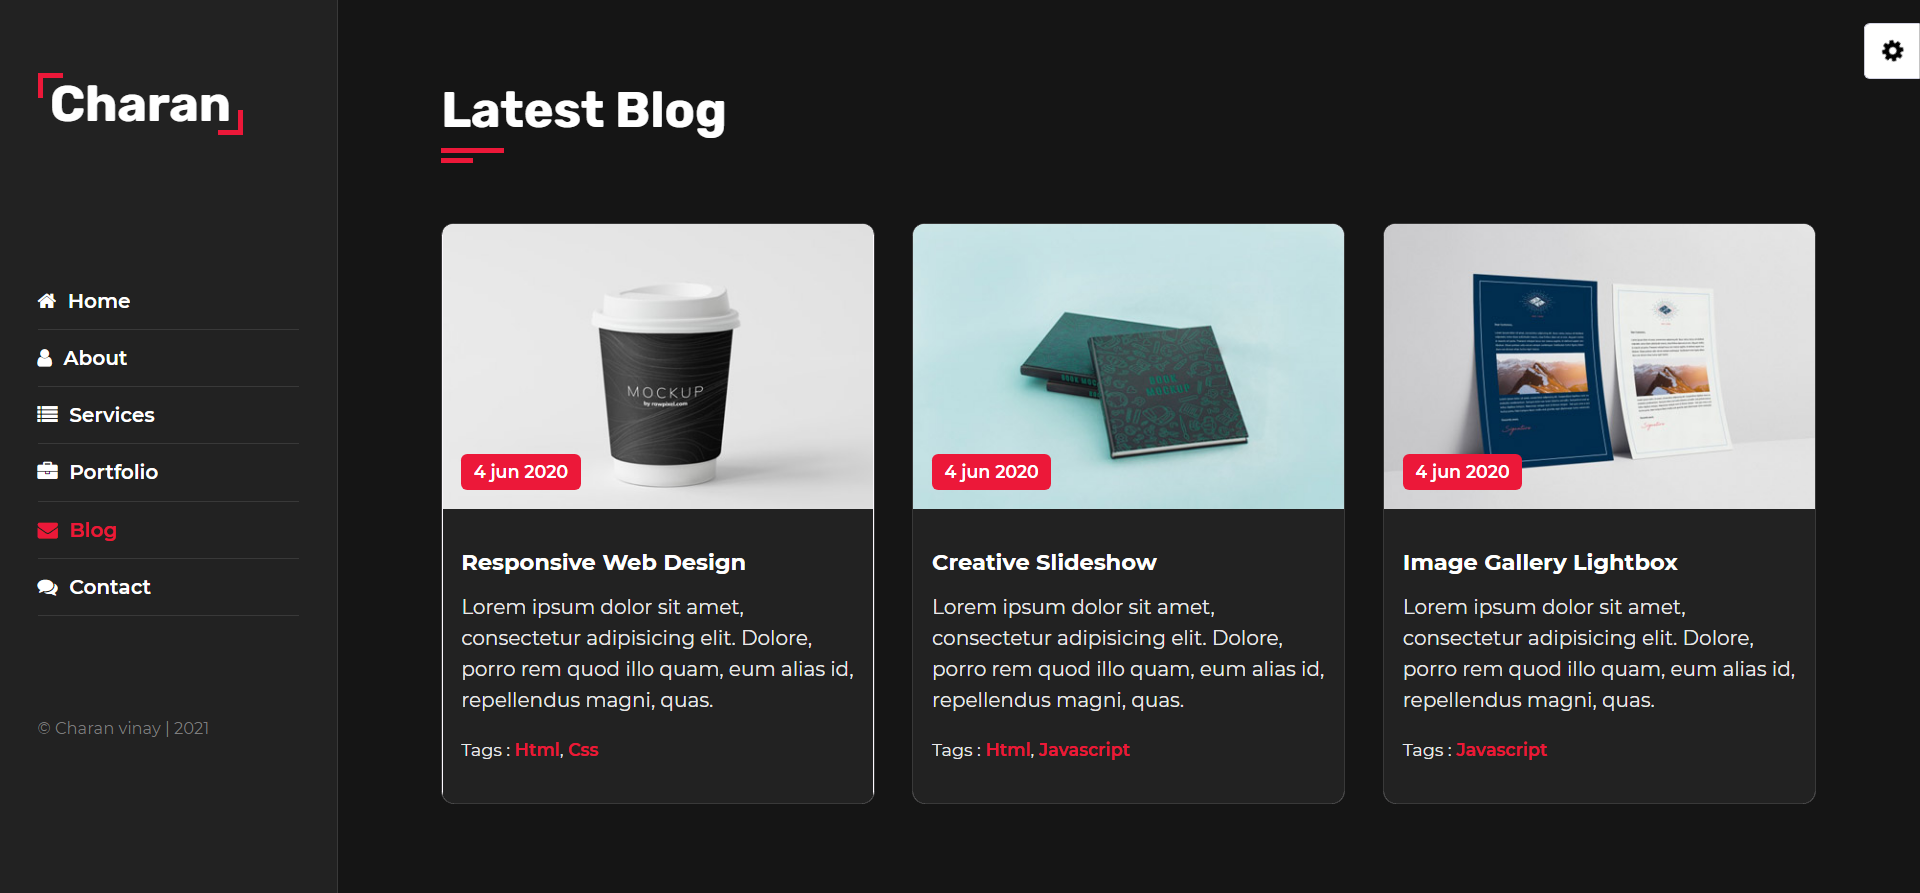 Charan
Home
About
Services
Portfolio
Blog
Contact
© Charan vinay | 2021
Latest Blog
MOCKUP
by rawpixel.com
4 jun 2020
Responsive Web Design
Lorem ipsum dolor sit amet,
consectetur adipisicing elit. Dolore,
porro rem quod illo quam, eum alias id,
repellendus magni, quas.
Tags : Html, Css
BOOK
MOCKUP
4 jun 2020
Creative Slideshow
Lorem ipsum dolor sit amet,
consectetur adipisicing elit. Dolore,
porro rem quod illo quam, eum alias id,
repellendus magni, quas.
Tags : Html, Javascript
4 jun 2020
Image Gallery Lightbox
Lorem ipsum dolor sit amet,
consectetur adipisicing elit. Dolore,
porro rem quod illo quam, eum alias id,
repellendus magni, quas.
Tags : Javascript